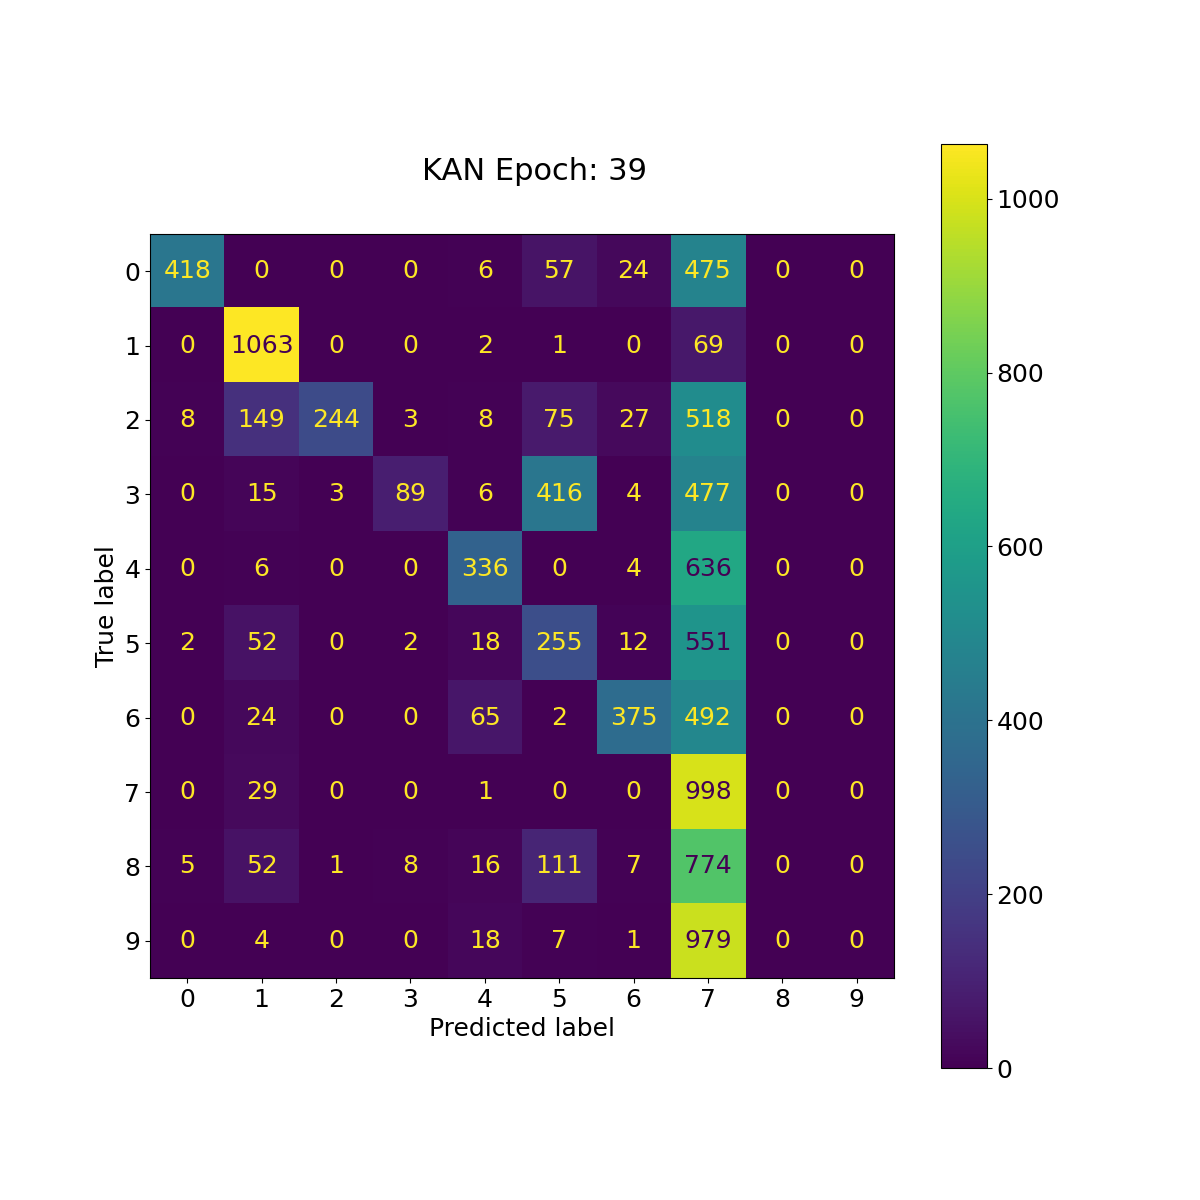 KAN Epoch: 39
1000
0 418 0 0 0 6 57 24 475 0 0
1 0 1063 0 0 2 1 0 69 0 0
800
2 8 149 244 3 8 75 27 518 0 0
3 0 15 3 89 6 416 4 477 0 0
600
4 0 6 0 0 336 0 4 636 0 0
True label
5 2 52 0 2 18 255 12 551 0 0
6 0 24 0 0 65 2 375 492 0 0
400
7 0 29 0 0 1 0 0 998 0 0
8 5 52 1 8 16 111 7 774 0 0
200
9 0 4 0 0 18 7 1 979 0 0
0 1 2 3 4 5 6 7 8 9
Predicted label
0